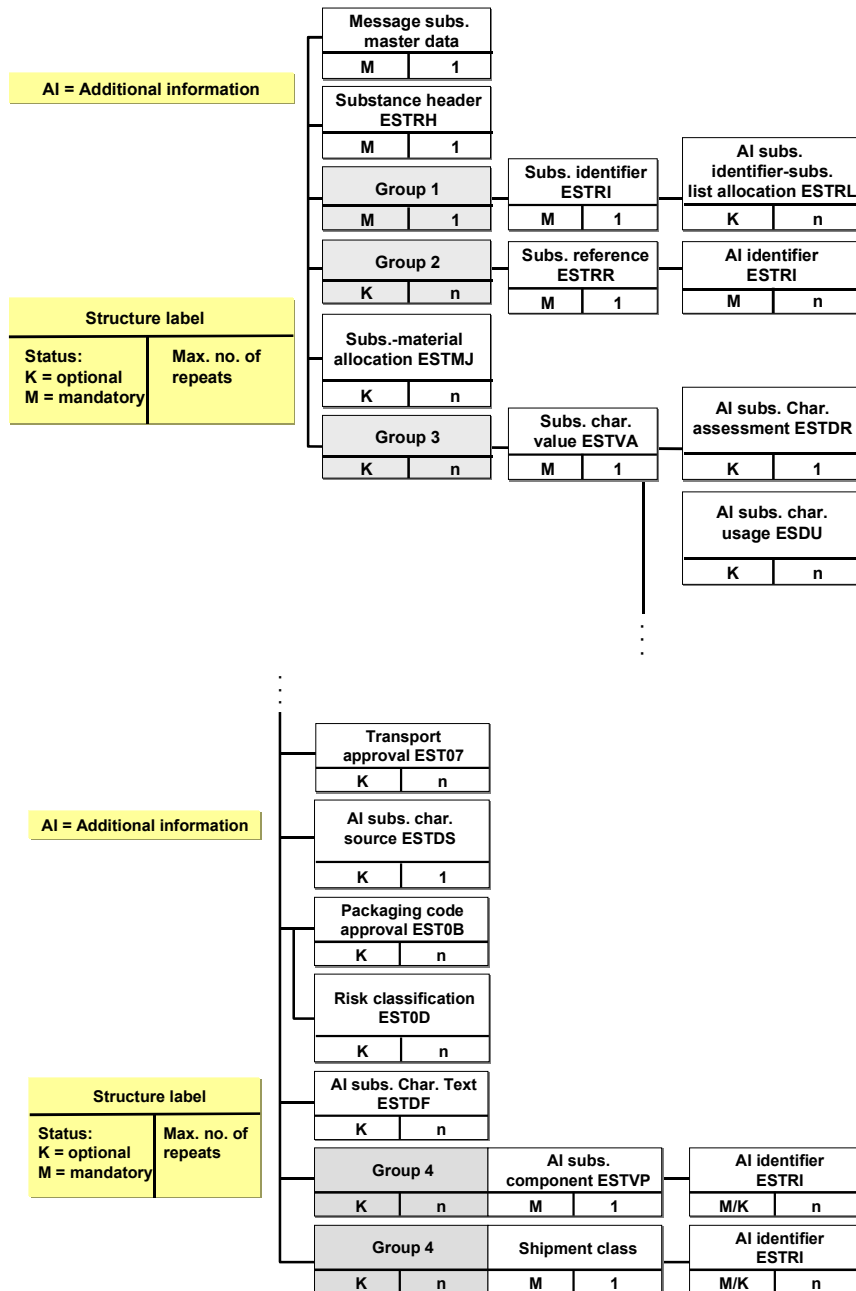 Message subs.
master data
M 1
AI = Additional information
Substance header
ESTRH
M 1
Group 1
M 1
Subs. identifier
ESTRI
M 1
AI subs.
identifier-subs.
list allocation ESTRL
K n
Group 2
K n
Subs. reference
ESTRR
M 1
AI identifier
ESTRI
M n
Structure label
Status:
K = optional
M = mandatory
Max. no. of
repeats
Subs.-material
allocation ESTMJ
K n
Group 3
K n
Subs. char.
value ESTVA
M 1
AI subs. Char.
assessment ESTDR
K 1
AI subs. char.
usage ESDU
K n
Transport
approval EST07
K n
AI = Additional information
AI subs. char.
source ESTDS
K 1
Packaging code
approval EST0B
K n
Risk classification
EST0D
K n
Structure label
Status:
K = optional
M = mandatory
Max. no. of
repeats
AI subs. Char. Text
ESTDF
K n
Group 4
K n
AI subs.
component ESTVP
M 1
AI identifier
ESTRI
M/K n
Group 4
K n
Shipment class
M 1
AI identifier
ESTRI
M/K n